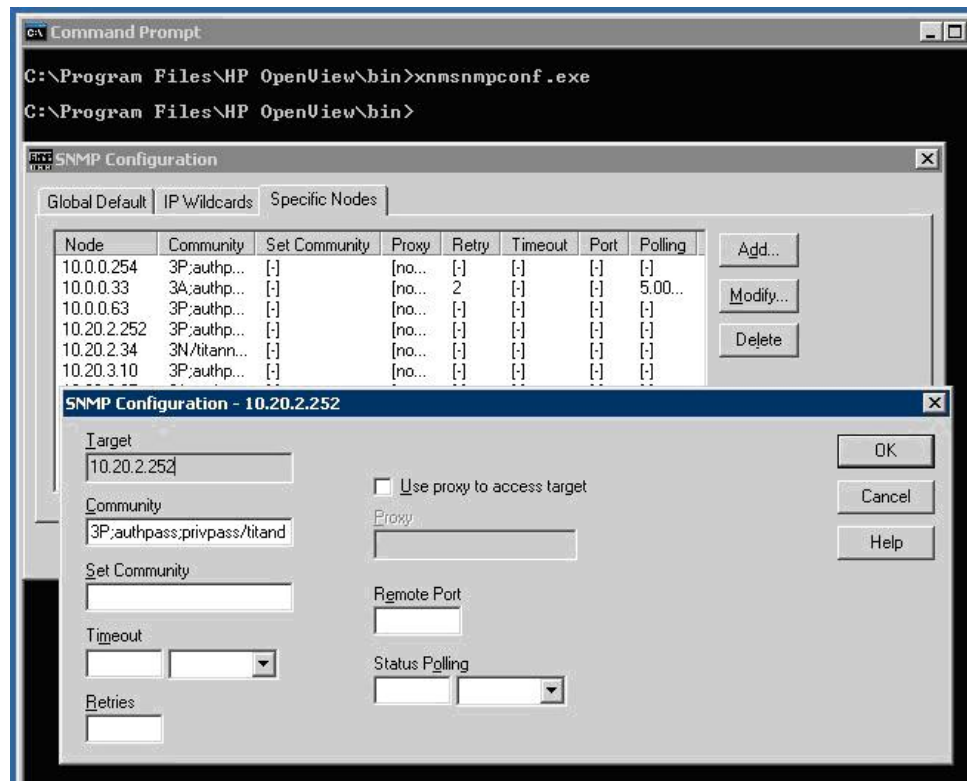 Command Prompt
C:\Program Files\HP OpenView\bin>xnmsnmpconf.exe
C:\Program Files\HP OpenView\bin>
SNMP Configuration
Global Default IP Wildcards Specific Nodes
Node Community Set Community Proxy Retry Timeout Port Polling
10.0.0.254 3P;authp... [-] [no... [-] [-] [-] [-]
10.0.0.33 3A;authp... [-] [no... 2 [-] [-] 5.00...
10.0.0.63 3P;authp... [-] [no... [-] [-] [-] [-]
10.20.2.252 3P;authp... [-] [no... [-] [-] [-] [-]
10.20.2.34 3N/titann... [-] [no... [-] [-] [-] [-]
10.20.3.10 3P;authp... [-] [no... [-] [-] [-] [-]
Add...
Modify...
Delete
SNMP Configuration - 10.20.2.252
Target
10.20.2.252
Community
3P;authpass;privpass/titand
Set Community
Timeout
Retries
Use proxy to access target
Proxy
Remote Port
Status Polling
OK
Cancel
Help